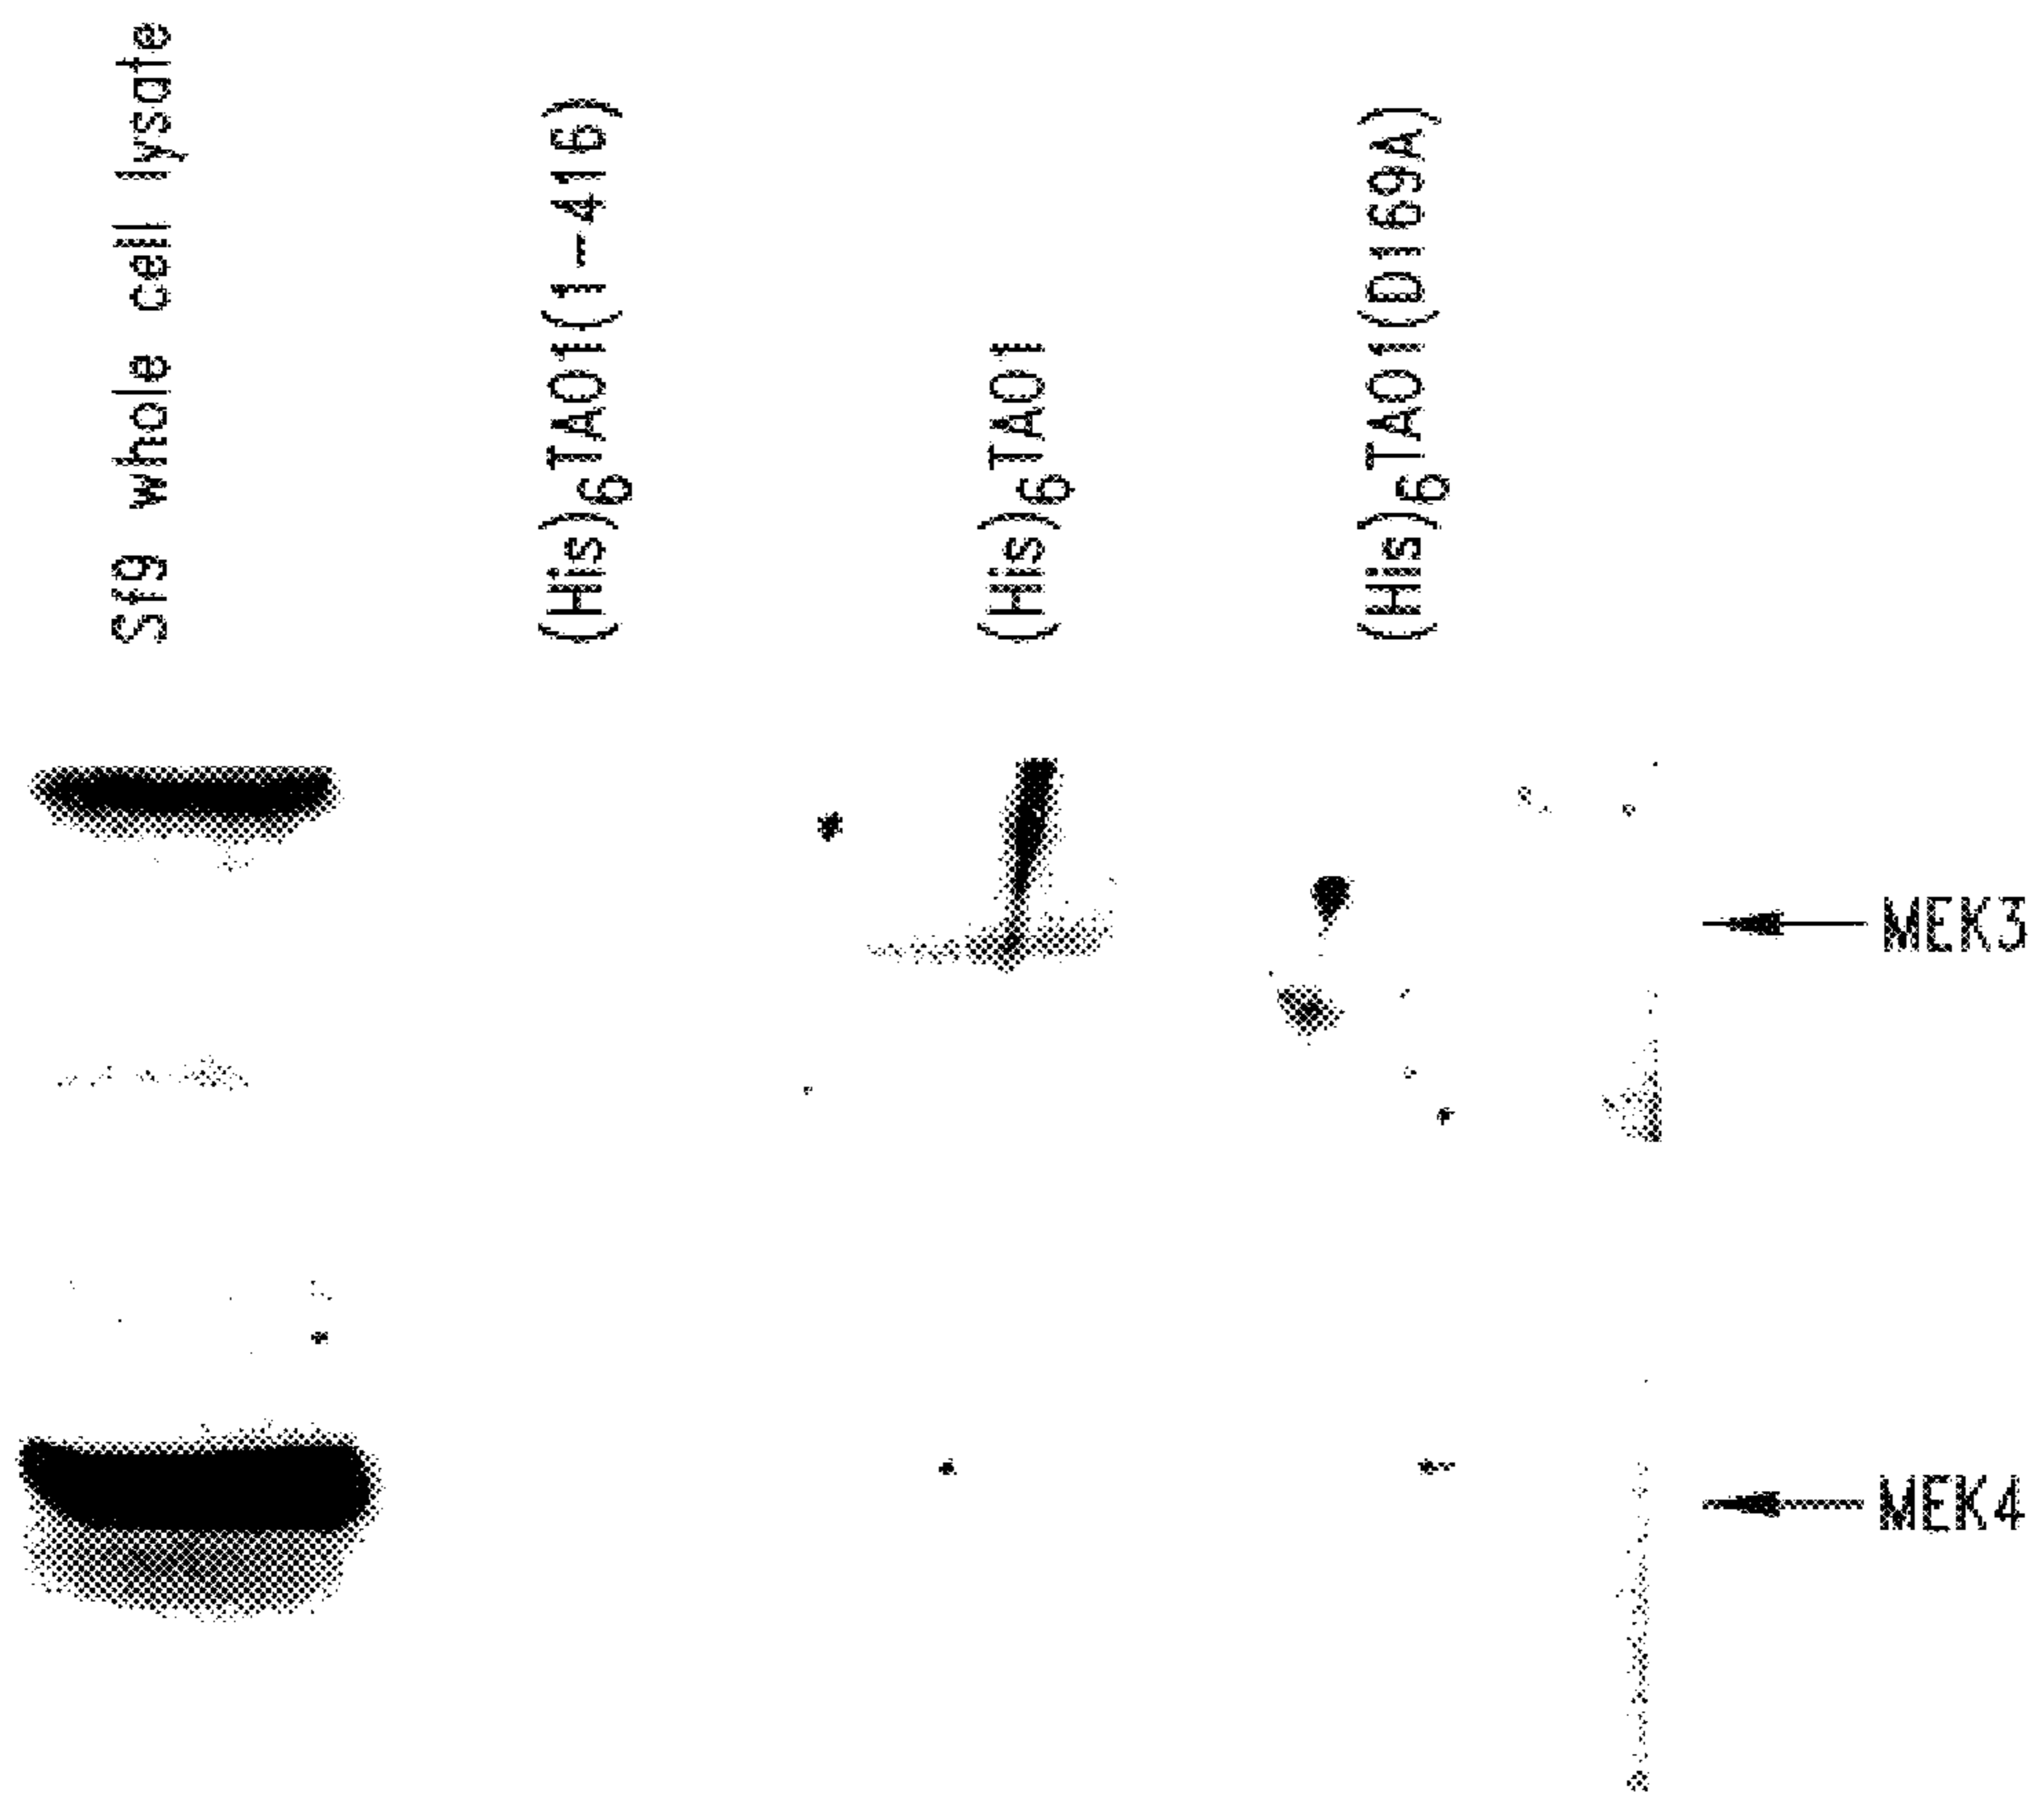 Sf9 whole cell lysate
(His)6TAO1(1-416)
(His)6TAO1
(His)6TAO1(D169A)
MEK3
MEK4